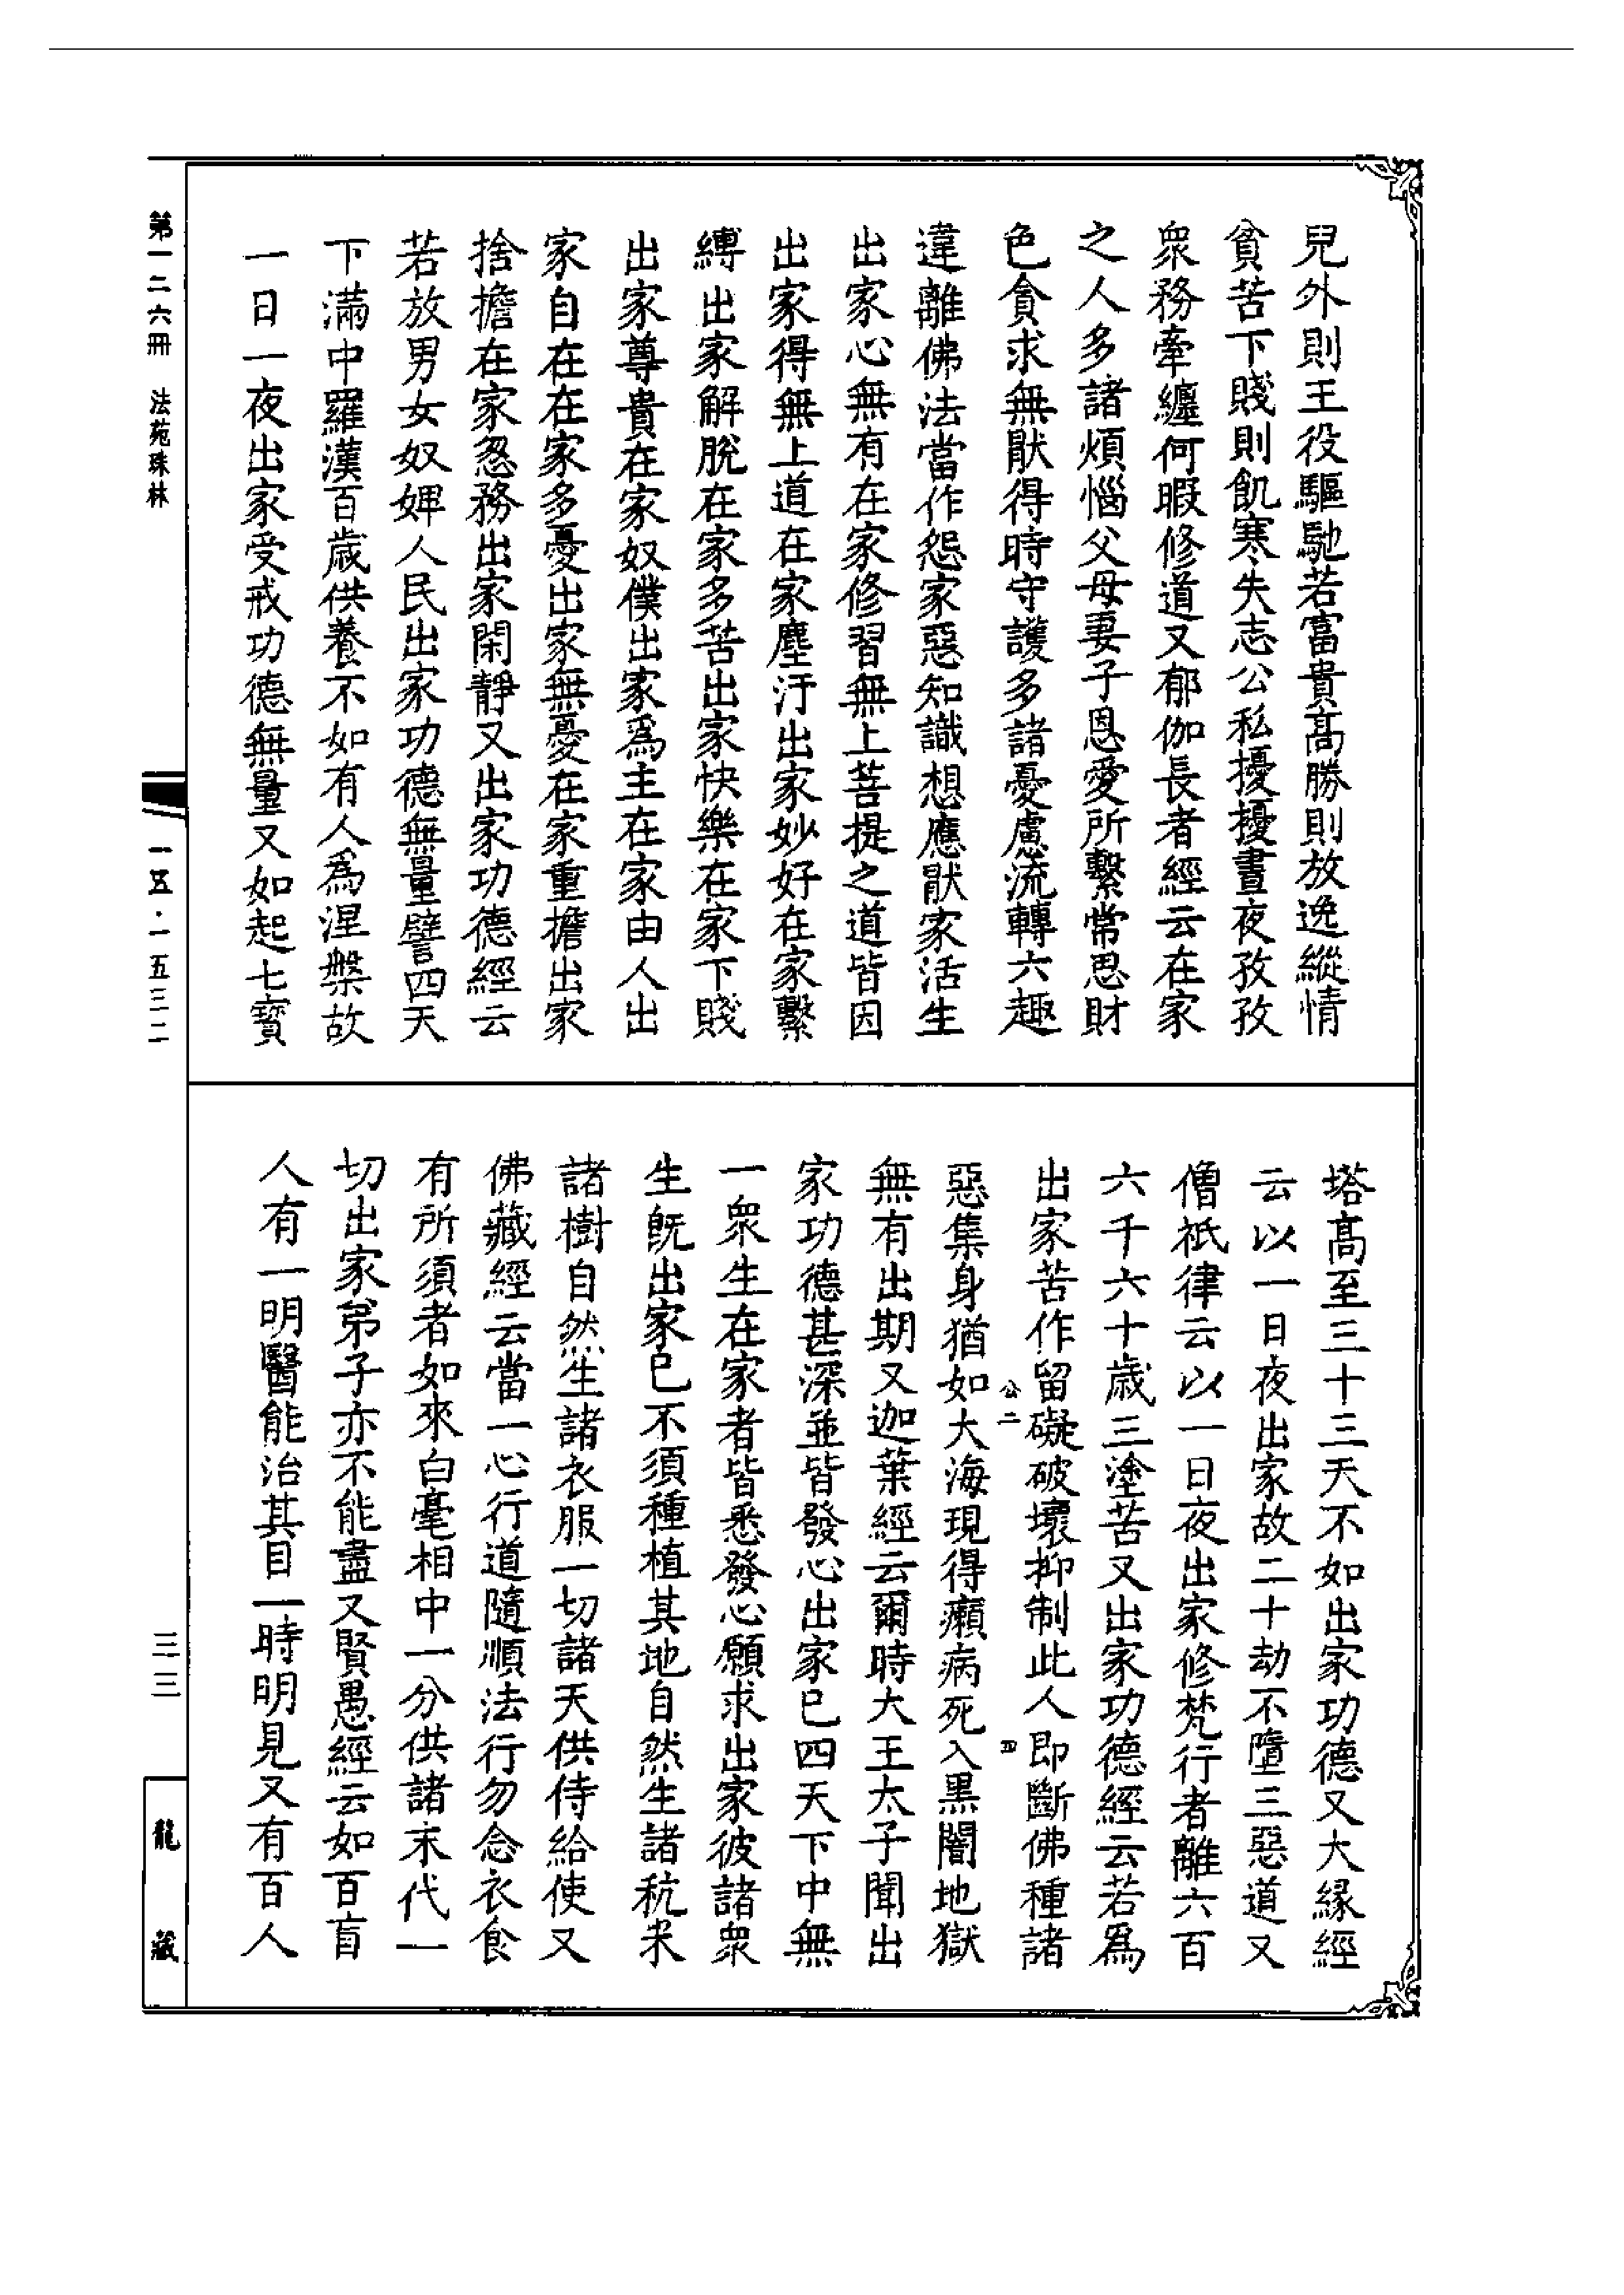 兒外則王役驅馳若富貴高勝則放逸縱情
貧苦下賤則飢寒失志公私擾擾晝夜孜孜
衆務牽纏何暇修道又郁伽長者經云在家
之人多諸煩惱父母妻子恩愛所繫常思財
色貪求無猒得時守護多諸憂慮流轉六趣
違離佛法當作怨家惡知識想應猒家活生
出家心無有在家修習無上菩提之道皆因
出家得無上道在家塵汙出家妙好在家繫
縛出家解脫在家多苦出家快樂在家下賤
出家尊貴在家奴僕出家爲主在家由人出
家自在在家多憂出家無憂在家重擔出家
捨擔在家怱務出家閑靜又出家功德經云
若放男女奴婢人民出家功德無量譬四天
下滿中羅漢百歲供養不如有人爲涅槃故
一日一夜出家受戒功德無量又如起七寶
塔高至三十三天不如出家功德又大縁經
云以一日夜出家故二十劫不墮三惡道又
僧祇律云以一日夜出家修梵行者離六百
六千六十歲三塗苦又出家功德經云若爲
出家苦作留礙破壞抑制此人即斷佛種諸
公二
四
惡集身猶如大海現得癩病死入黑闇地獄
無有出期又迦葉經云爾時大王太子聞出
家功德甚深並皆發心出家已四天下中無
一衆生在家者皆悉發心願求出家彼諸衆
生旣出家已不須種植其地自然生諸秔米
諸樹自然生諸衣服一切諸天供侍給使又
佛藏經云當一心行道隨順法行勿念衣食
有所須者如來白毫相中一分供諸末代一
切出家弟子亦不能盡又賢愚經云如百盲
人有一明醫能治其目一時明見又有百人
第一二六冊　法苑珠林
一五·一五三二
三三
龍藏